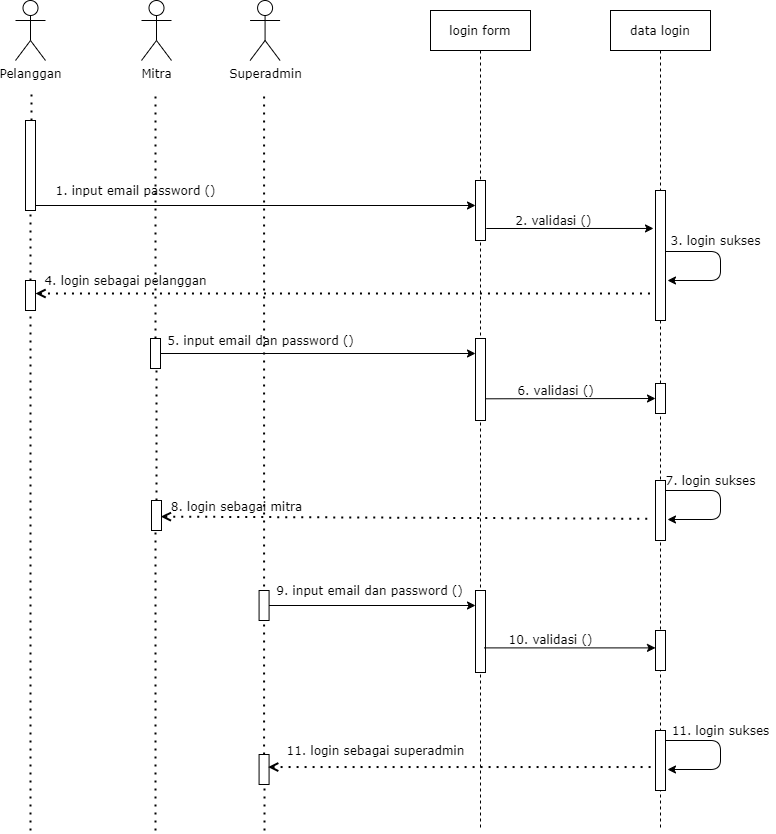 login form
data login
Pelanggan
Mitra
Superadmin
1. input email password ()
2. validasi ()
3. login sukses
4. login sebagai pelanggan
5. input email dan password ()
6. validasi ()
7. login sukses
8. login sebagai mitra
9. input email dan password ()
10. validasi ()
11. login sukses
11. login sebagai superadmin